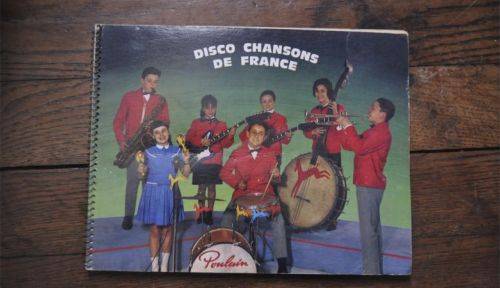 DISCO CHANSONS
DE FRANCE
Poulain